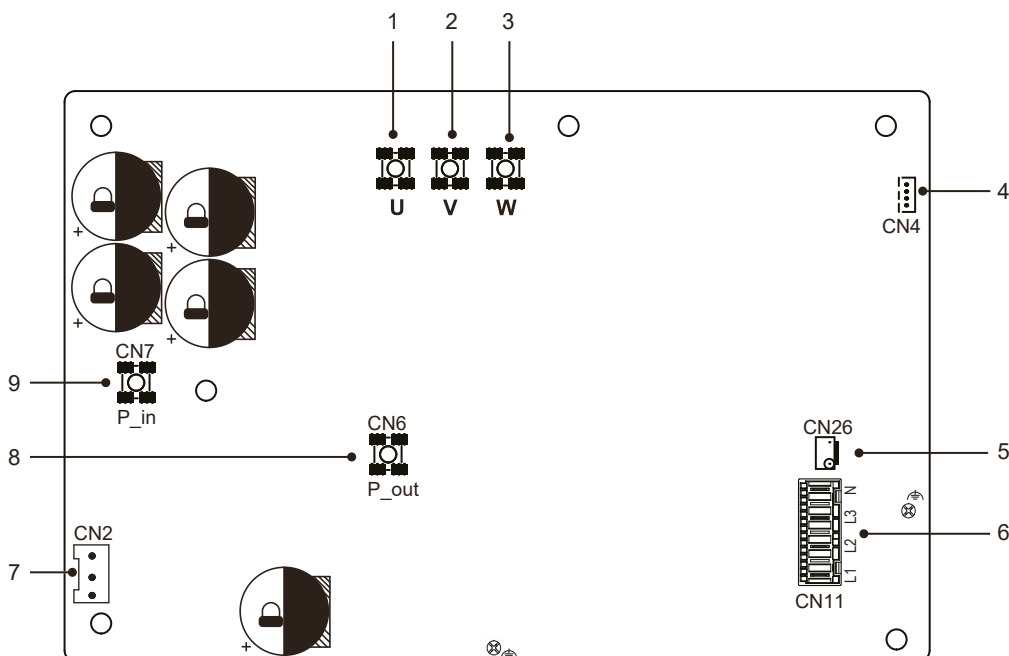 1 2 3
U V W
4
CN4
+ +
+ +
CN7
9
P_in
CN6
8
P_out
CN26
5
N
L3
L2
L1
6
CN11
CN2
7
+